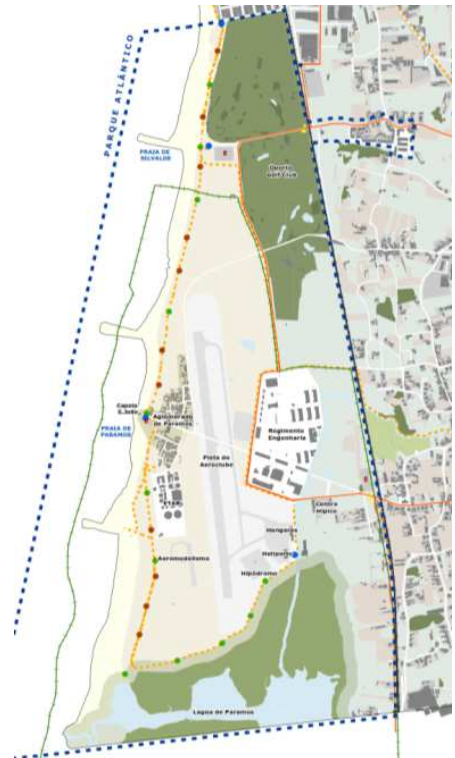 PARQUE ATLÂNTICO
PRAIA DE
SILVALDE
P
Oporto
golf Club
Capela
S.João
Aglomerado
de Paramos
PRAIA DE
PARAMOS
Regimento
Engenharia
Pista do
Aeroclube
Centro
Hípico
Hangares
Heliporto
Aeromodelismo
Hipódromo
Lagoa de Paramos